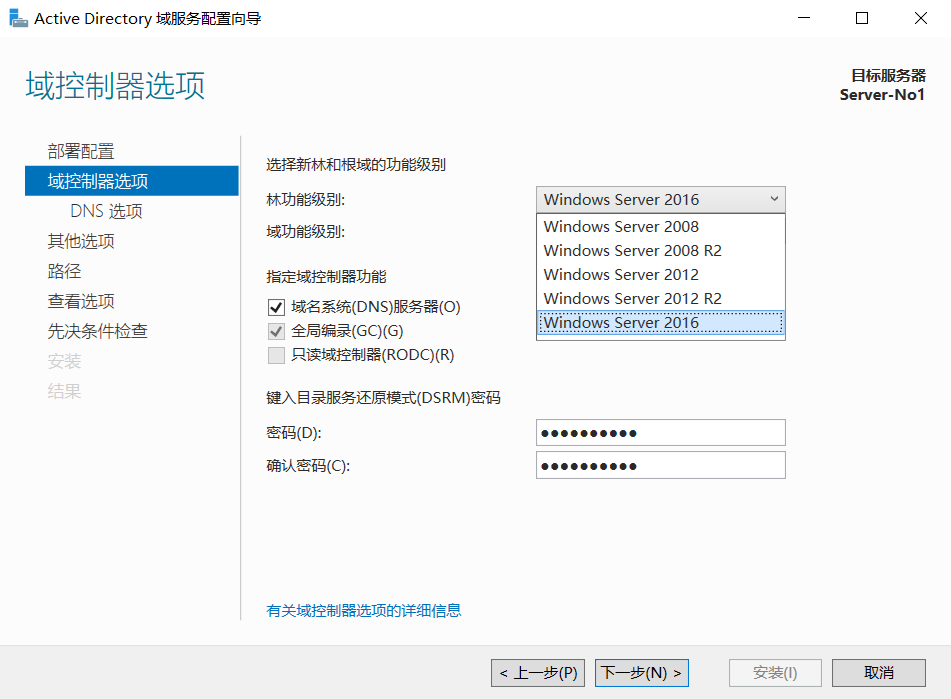 Active Directory 域服务配置向导
域控制器选项
目标服务器
Server-No1
部署配置
域控制器选项
DNS 选项
其他选项
路径
查看选项
先决条件检查
安装
结果
选择新林和根域的功能级别
林功能级别:
Windows Server 2016
域功能级别:
Windows Server 2008
Windows Server 2008 R2
Windows Server 2012
Windows Server 2012 R2
Windows Server 2016
指定域控制器功能
域名系统(DNS)服务器(O)
全局编录(GC)(G)
只读域控制器(RODC)(R)
键入目录服务还原模式(DSRM)密码
密码(D):
●●●●●●●●●●
确认密码(C):
●●●●●●●●●●
有关域控制器选项的详细信息
< 上一步(P)
下一步(N) >
安装(I)
取消